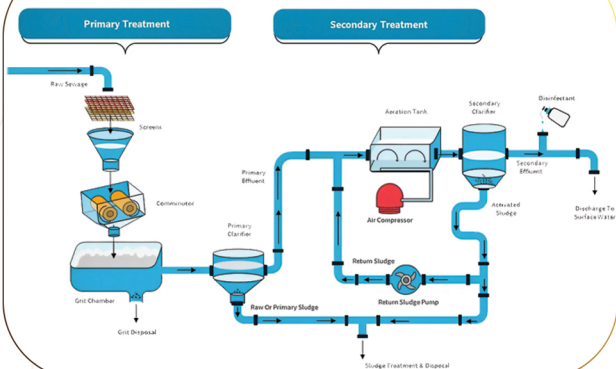 Primary Treatment
Secondary Treatment
Raw Sewage
Screens
Comminutor
Grit Chamber
Grit Disposal
Primary
Clarifier
Raw Or Primary Sludge
Primary
Effluent
Aeration Tank
Air Compressor
Return Sludge
Return Sludge Pump
Secondary
Clarifier
Activated
Sludge
Disinfectant
Secondary
Effluent
Discharge To
Surface Water
Sludge Treatment & Disposal